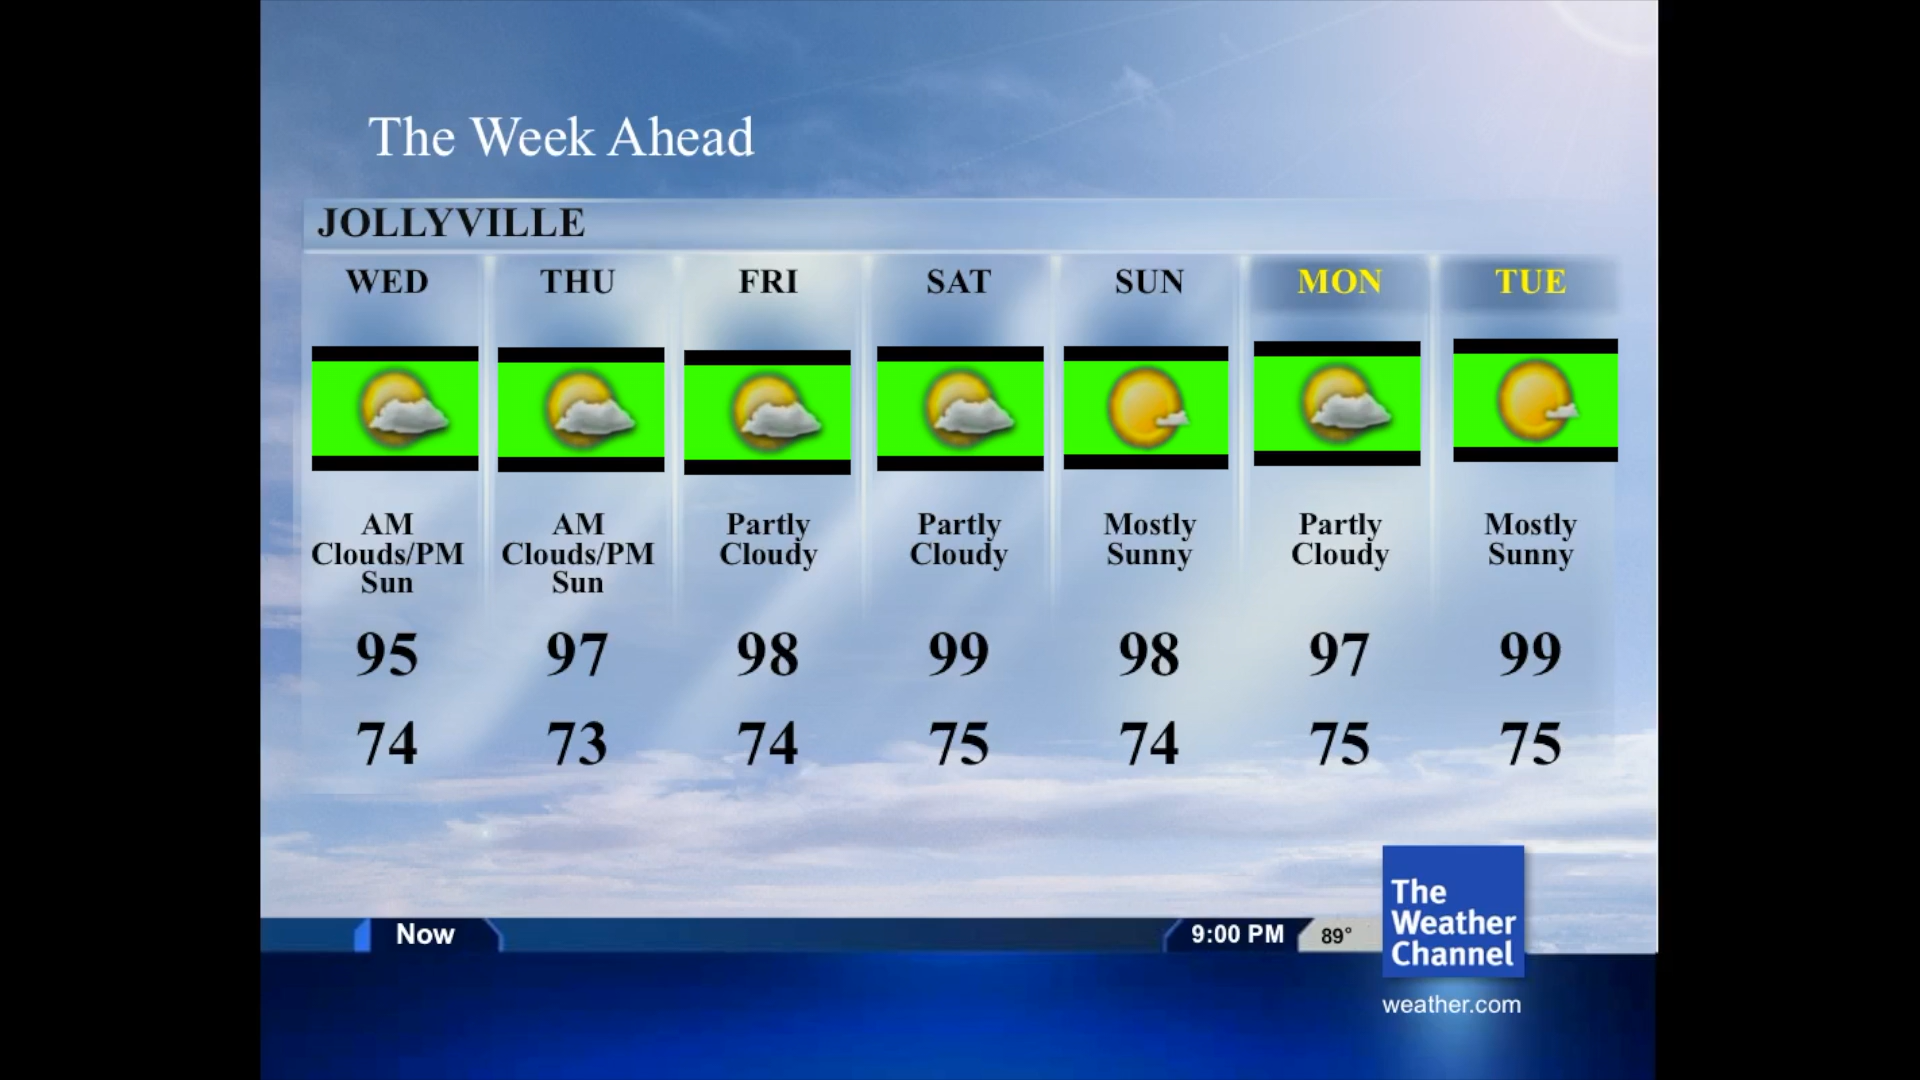 The Week Ahead
JOLLYVILLE
WED THU FRI SAT SUN MON TUE
AM Clouds/PM Sun
AM Clouds/PM Sun
Partly Cloudy
Partly Cloudy
Mostly Sunny
Partly Cloudy
Mostly Sunny
95 97 98 99 98 97 99
74 73 74 75 74 75 75
Now 9:00 PM 89°
The
Weather
Channel
weather.com